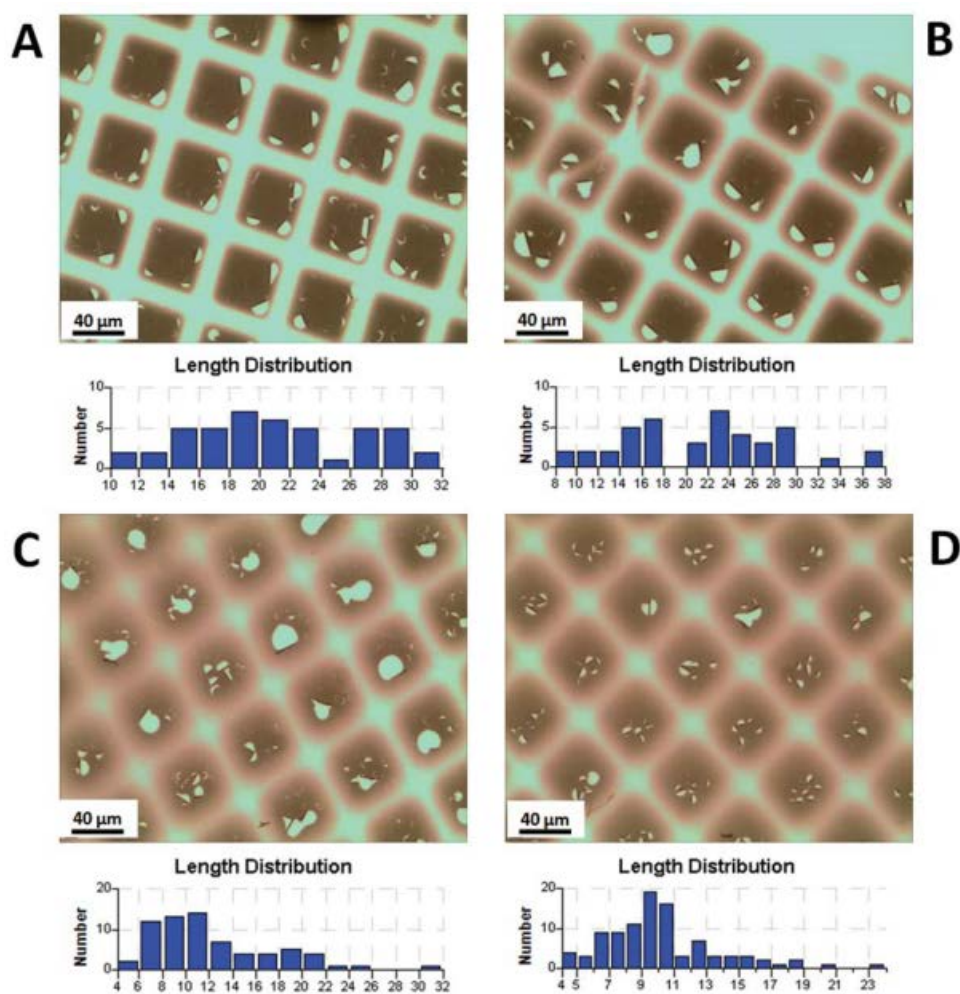 A
B
40 µm
40 µm
Length Distribution
Length Distribution
Number
10
5
0
10 12 14 16 18 20 22 24 26 28 30 32
Number
10
5
0
8 10 12 14 16 18 20 22 24 26 28 30 32 34 36 38
C
D
40 µm
40 µm
Length Distribution
Length Distribution
Number
20
10
0
4 6 8 10 12 14 16 18 20 22 24 26 28 30 32
Number
20
10
0
4 5 7 9 11 13 15 17 19 21 23